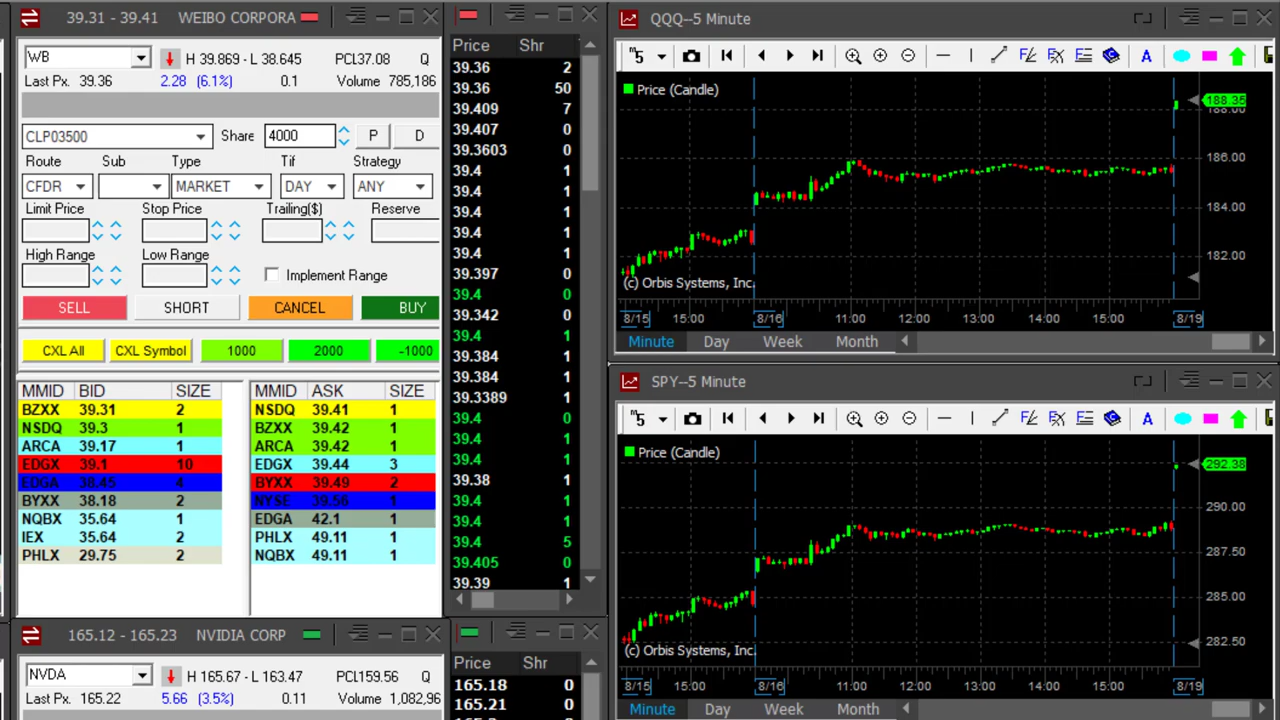 39.31 - 39.41 WEIBO CORPORA
WB H 39.869 - L 38.645 PCL37.08 Q
Last Px. 39.36 2.28 (6.1%) 0.1 Volume 785,186
CLP03500 Share 4000 P D
Route Sub Type Tif Strategy
CFDR MARKET DAY ANY
Limit Price Stop Price Trailing($) Reserve
High Range Low Range
Implement Range
SELL SHORT CANCEL BUY
CXL All CXL Symbol 1000 2000 -1000
MMID BID SIZE
BZXX 39.31 2
NSDQ 39.3 1
ARCA 39.17 1
EDGX 39.1 10
EDGA 38.45 4
BYXX 38.18 2
NQBX 35.64 1
IEX 35.64 2
PHLX 29.75 2
MMID ASK SIZE
NSDQ 39.41 1
BZXX 39.42 1
ARCA 39.42 1
EDGX 39.44 3
BYXX 39.49 2
NYSE 39.56 1
EDGA 42.1 1
PHLX 49.11 1
NQBX 49.11 1
Price Shr
39.36 2
39.36 50
39.409 7
39.407 0
39.3603 0
39.4 1
39.4 1
39.4 1
39.4 1
39.4 1
39.397 0
39.4 0
39.342 0
39.4 1
39.384 1
39.384 1
39.3389 1
39.4 0
39.4 1
39.4 1
39.38 1
39.4 1
39.4 1
39.4 5
39.405 0
39.39 1
165.12 - 165.23 NVIDIA CORP
NVDA H 165.67 - L 163.47 PCL159.56 Q
Last Px. 165.22 5.66 (3.5%) 0.11 Volume 1,082,96
Price Shr
165.18 0
165.21 0
QQQ--5 Minute
m5 A
Price (Candle)
188.35
188.00
186.00
184.00
182.00
(c) Orbis Systems, Inc.
8/15 15:00 8/16 11:00 12:00 13:00 14:00 15:00 8/19
Minute Day Week Month
SPY--5 Minute
m5 A
Price (Candle)
292.38
290.00
287.50
285.00
282.50
(c) Orbis Systems, Inc.
8/15 15:00 8/16 11:00 12:00 13:00 14:00 15:00 8/19
Minute Day Week Month